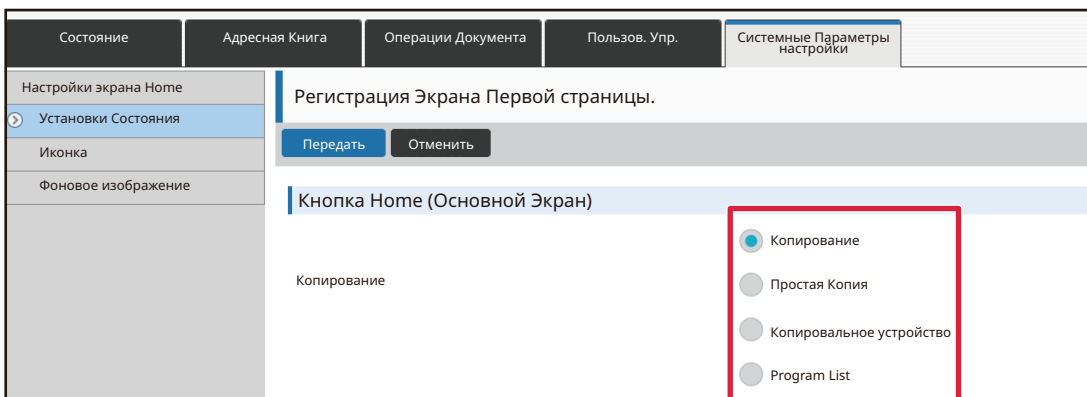 Состояние
Адресная Книга
Операции Документа
Пользов. Упр.
Системные Параметры
настройки
Настройки экрана Home
Установки Состояния
Иконка
Фоновое изображение
Регистрация Экрана Первой страницы.
Передать
Отменить
Кнопка Home (Основной Экран)
Копирование
Копирование
Простая Копия
Копировальное устройство
Program List